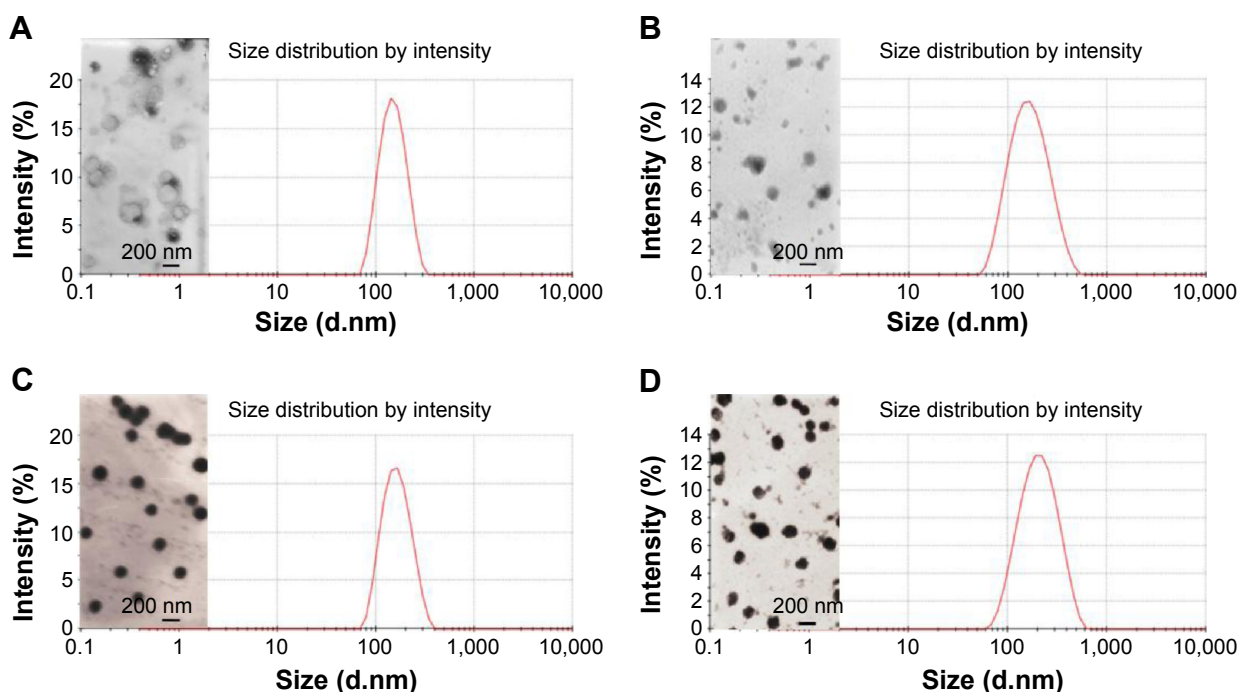 A
Size distribution by intensity
Intensity (%)
20
15
10
5
0
200 nm
0.1 1 10 100 1,000 10,000
Size (d.nm)
B
Size distribution by intensity
Intensity (%)
14
12
10
8
6
4
2
0
200 nm
0.1 1 10 100 1,000 10,000
Size (d.nm)
C
Size distribution by intensity
Intensity (%)
20
15
10
5
0
200 nm
0.1 1 10 100 1,000 10,000
Size (d.nm)
D
Size distribution by intensity
Intensity (%)
14
12
10
8
6
4
2
0
200 nm
0.1 1 10 100 1,000 10,000
Size (d.nm)